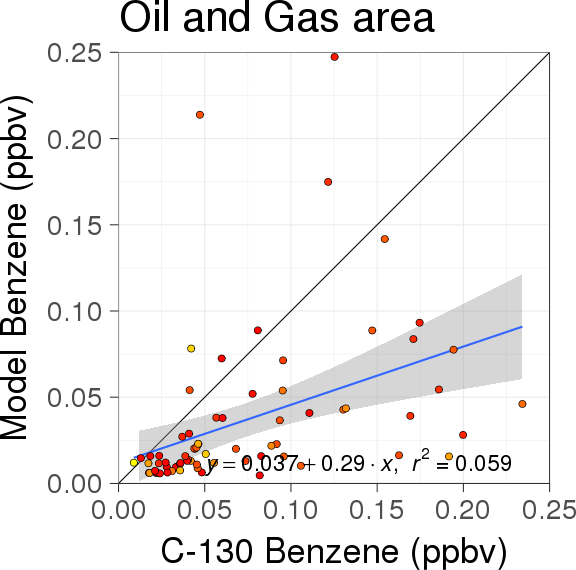 Oil and Gas area
Model Benzene (ppbv)
0.25
0.20
0.15
0.10
0.05
0.00
y = 0.037 + 0.29 · x, r² = 0.059
0.00 0.05 0.10 0.15 0.20 0.25
C-130 Benzene (ppbv)